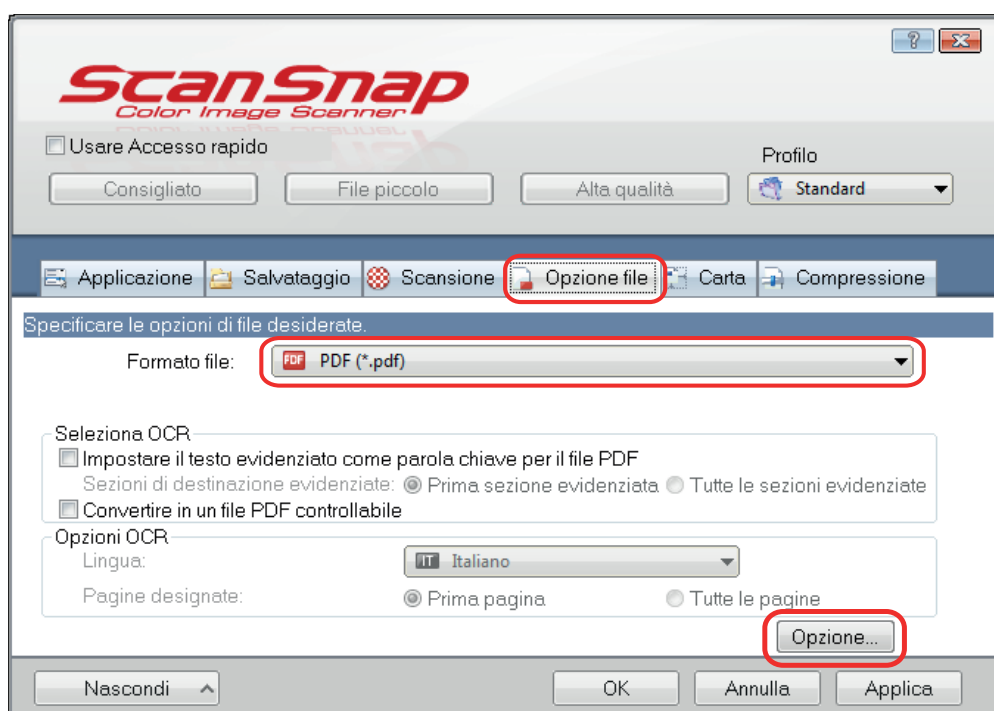 ScanSnap
Color Image Scanner
Usare Accesso rapido
Profilo
Consigliato File piccolo Alta qualità Standard
Applicazione Salvataggio Scansione Opzione file Carta Compressione
Specificare le opzioni di file desiderate.
Formato file: PDF PDF (*.pdf)
Seleziona OCR
Impostare il testo evidenziato come parola chiave per il file PDF
Sezioni di destinazione evidenziate: Prima sezione evidenziata Tutte le sezioni evidenziate
Convertire in un file PDF controllabile
Opzioni OCR
Lingua: IT Italiano
Pagine designate: Prima pagina Tutte le pagine
Opzione...
Nascondi OK Annulla Applica